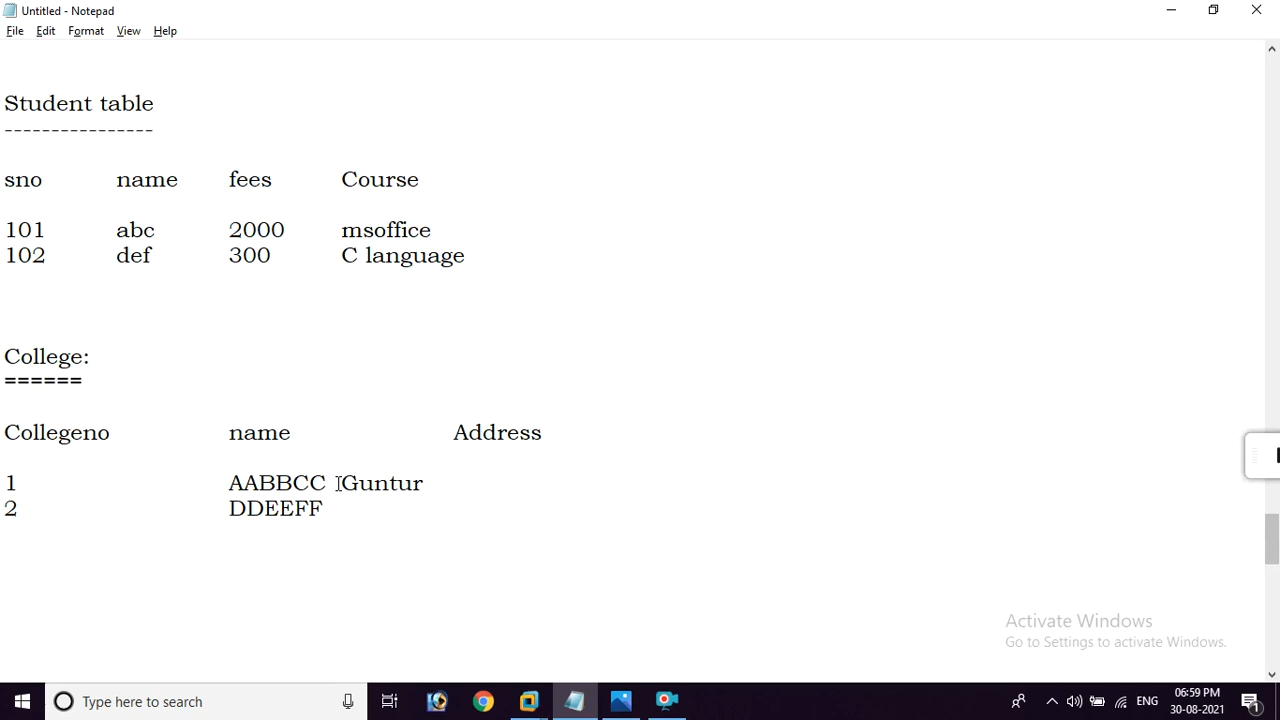 Untitled - Notepad
File Edit Format View Help
Student table
----------------
sno name fees Course
101 abc 2000 msoffice
102 def 300 C language
College:
======
Collegeno name Address
1 AABBCC Guntur
2 DDEEFF
Activate Windows
Go to Settings to activate Windows.
Type here to search
ENG
06:59 PM
30-08-2021
1